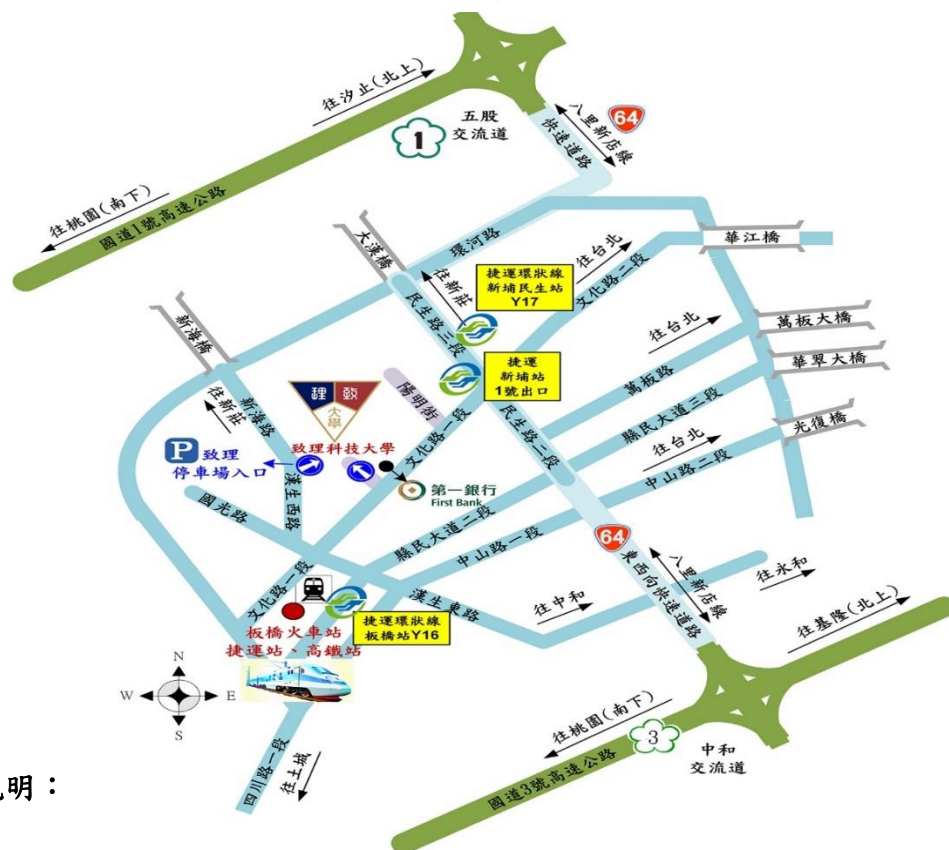 往汐止(北上)
五股
交流道
1
64
八里新店線
快速道路
往桃園(南下)
國道1號高速公路
大漢橋
環河路
往台北
文化路二段
華江橋
往新莊
捷運環狀線
新埔民生站
Y17
民生路三段
新海橋
往台北
萬板大橋
華翠大橋
捷運
新埔站
1號出口
萬板路
陽明街
新海路
往新莊
理
致
大學
致理科技大學
文化路一段
民生路二段
縣民大道三段
往台北
光復橋
P
致理
停車場入口
漢生西路
第一銀行
First Bank
中山路二段
國光路
縣民大道二段
中山路一段
64
東西向快速道路
八里新店線
往永和
文化路一段
漢生東路
往中和
板橋火車站
捷運站、高鐵站
捷運環狀線
板橋站Y16
往基隆(北上)
N
W
E
S
往桃園(南下)
3
中和
交流道
國道3號高速公路
四川路一段
往土城
明：